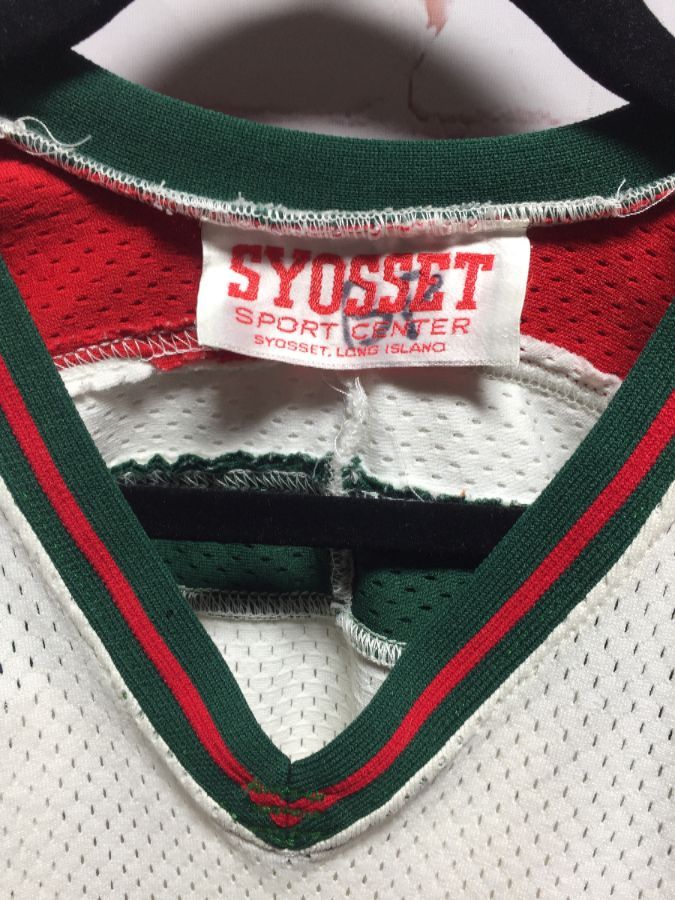 SYOSSET
SPORT CENTER
SYOSSET, LONG ISLAND